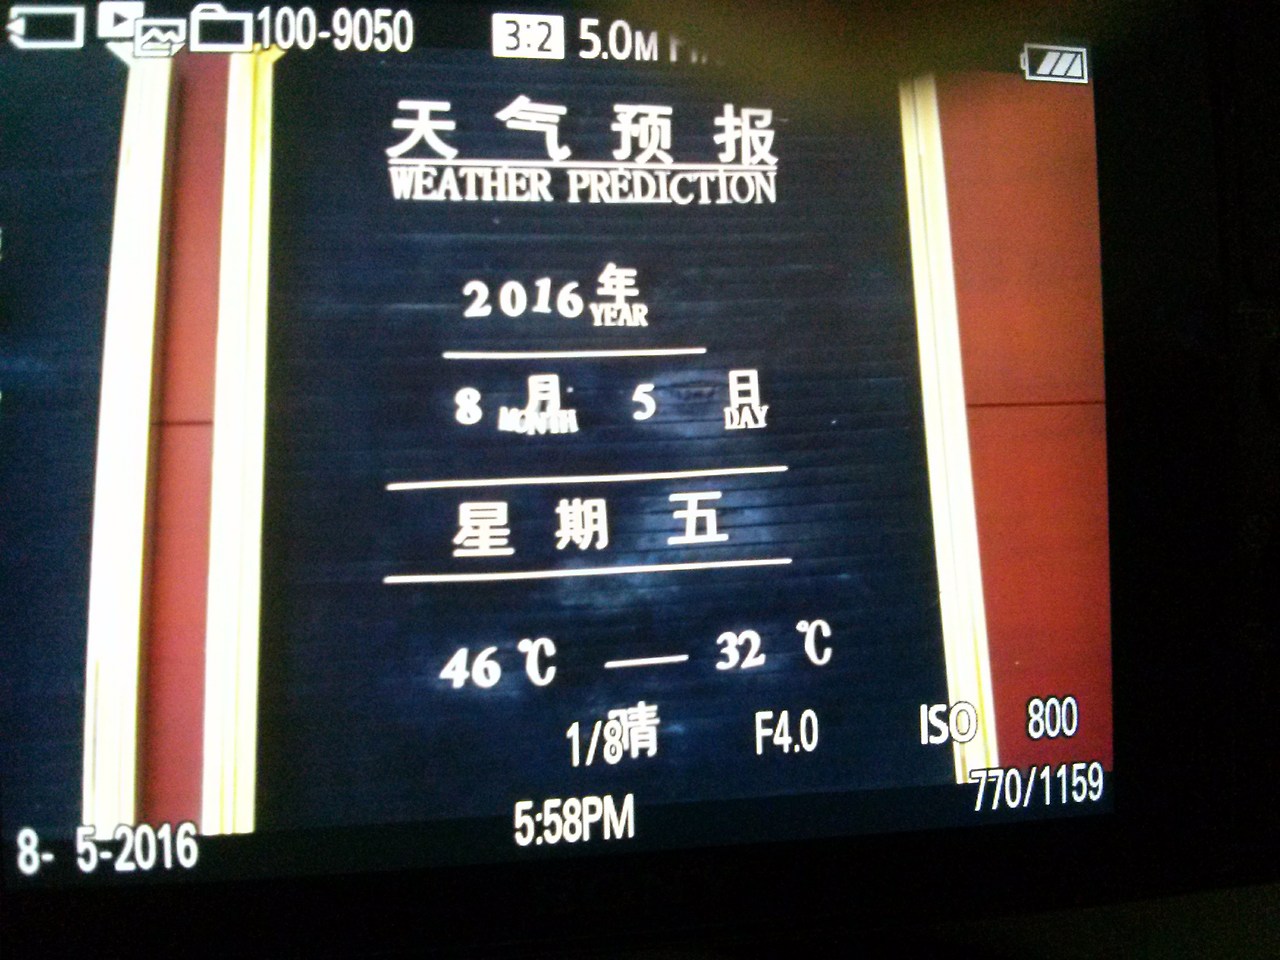 100-9050 3:2 5.0M
天气预报
WEATHER PREDICTION
2016 年
YEAR
8 月 5 日
MONTH DAY
星期五
46 ℃ — 32 ℃
晴
1/8 F4.0 ISO 800
770/1159
8- 5-2016 5:58PM